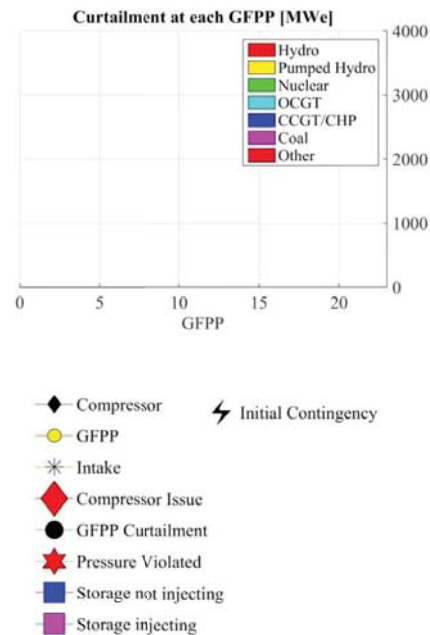 Curtailment at each GFPP [MWe]
4000
Hydro
Pumped Hydro
Nuclear
OCGT
CCGT/CHP
Coal
Other
3000
2000
1000
0
0 5 10 15 20
GFPP
Compressor
Initial Contingency
GFPP
Intake
Compressor Issue
GFPP Curtailment
Pressure Violated
Storage not injecting
Storage injecting